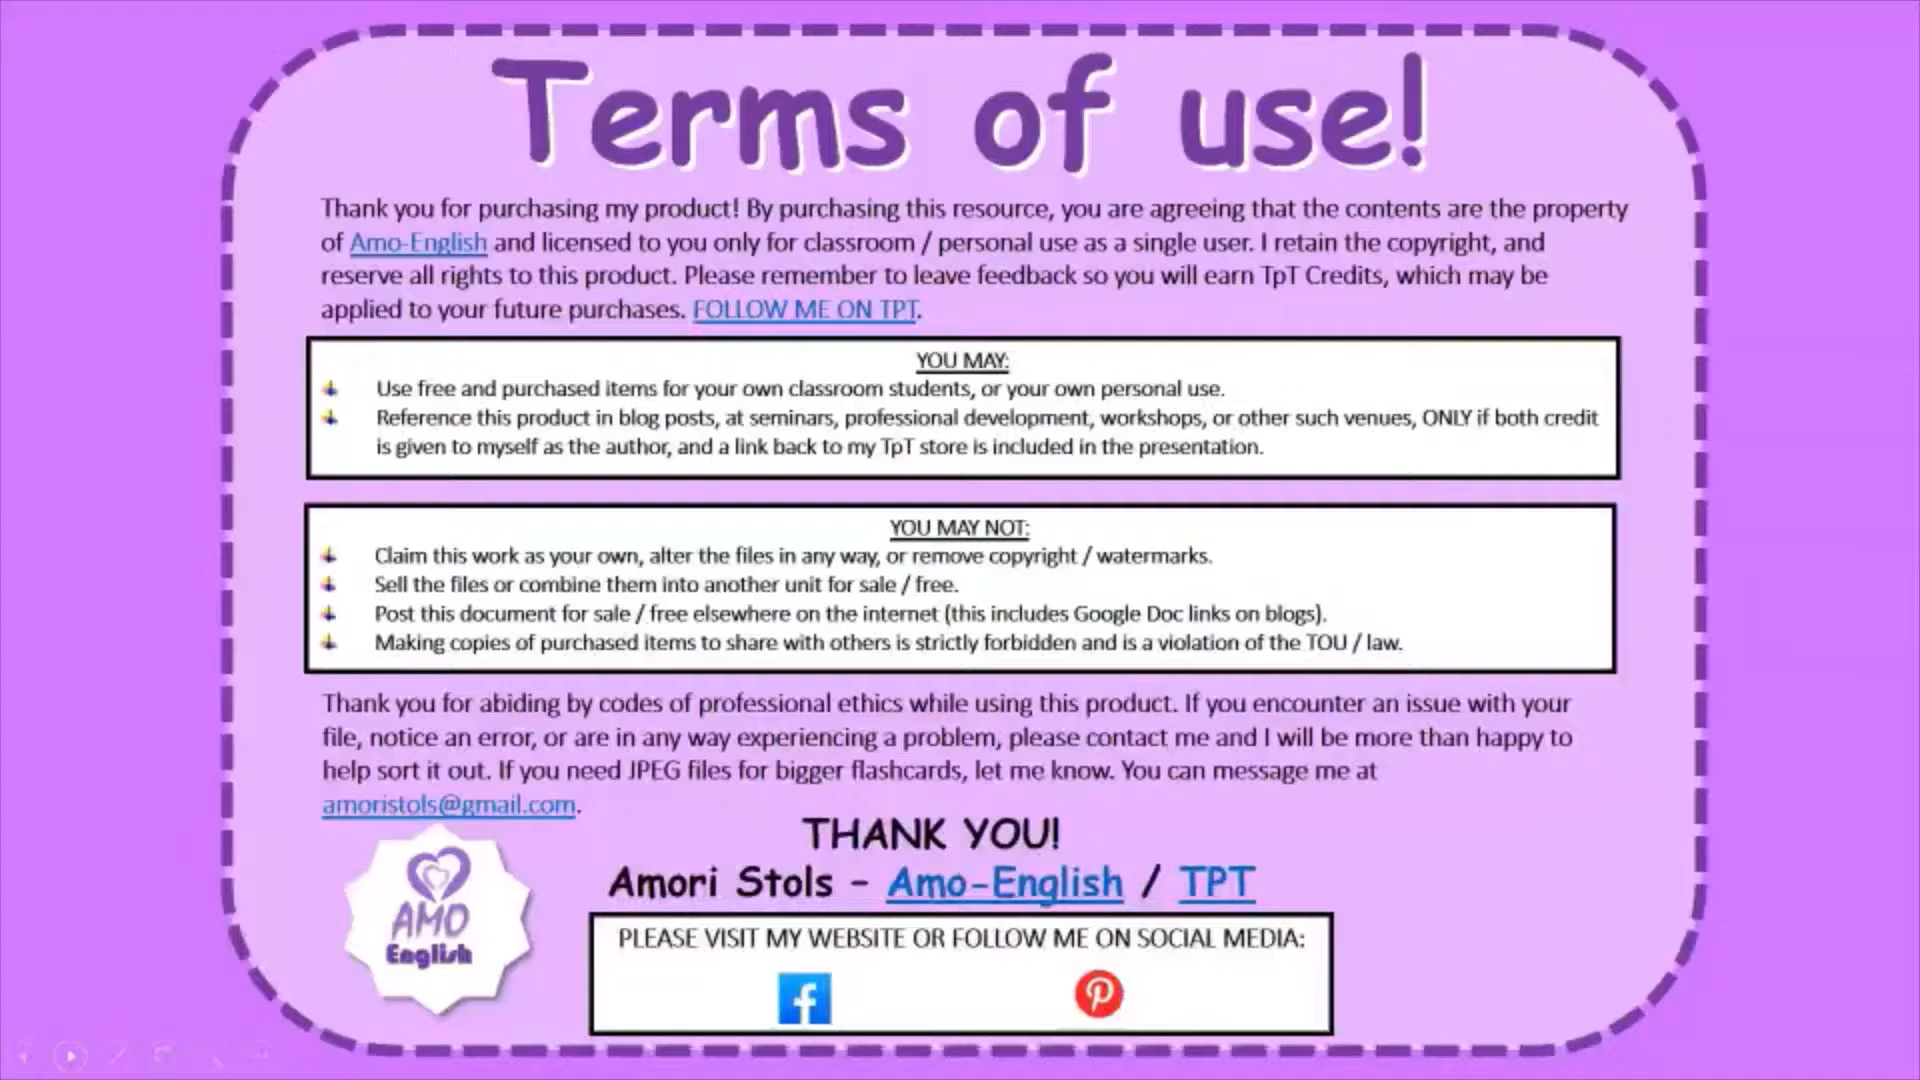 Terms of use!
Thank you for purchasing my product! By purchasing this resource, you are agreeing that the contents are the property
of Amo-English and licensed to you only for classroom / personal use as a single user. I retain the copyright, and
reserve all rights to this product. Please remember to leave feedback so you will earn TpT Credits, which may be
applied to your future purchases. FOLLOW ME ON TPT.
YOU MAY:
Use free and purchased items for your own classroom students, or your own personal use.
Reference this product in blog posts, at seminars, professional development, workshops, or other such venues, ONLY if both credit
is given to myself as the author, and a link back to my TpT store is included in the presentation.
YOU MAY NOT:
Claim this work as your own, alter the files in any way, or remove copyright / watermarks.
Sell the files or combine them into another unit for sale / free.
Post this document for sale / free elsewhere on the internet (this includes Google Doc links on blogs).
Making copies of purchased items to share with others is strictly forbidden and is a violation of the TOU / law.
Thank you for abiding by codes of professional ethics while using this product. If you encounter an issue with your
file, notice an error, or are in any way experiencing a problem, please contact me and I will be more than happy to
help sort it out. If you need JPEG files for bigger flashcards, let me know. You can message me at
amoristols@gmail.com.
THANK YOU!
Amori Stols – Amo-English / TPT
AMO
English
PLEASE VISIT MY WEBSITE OR FOLLOW ME ON SOCIAL MEDIA: